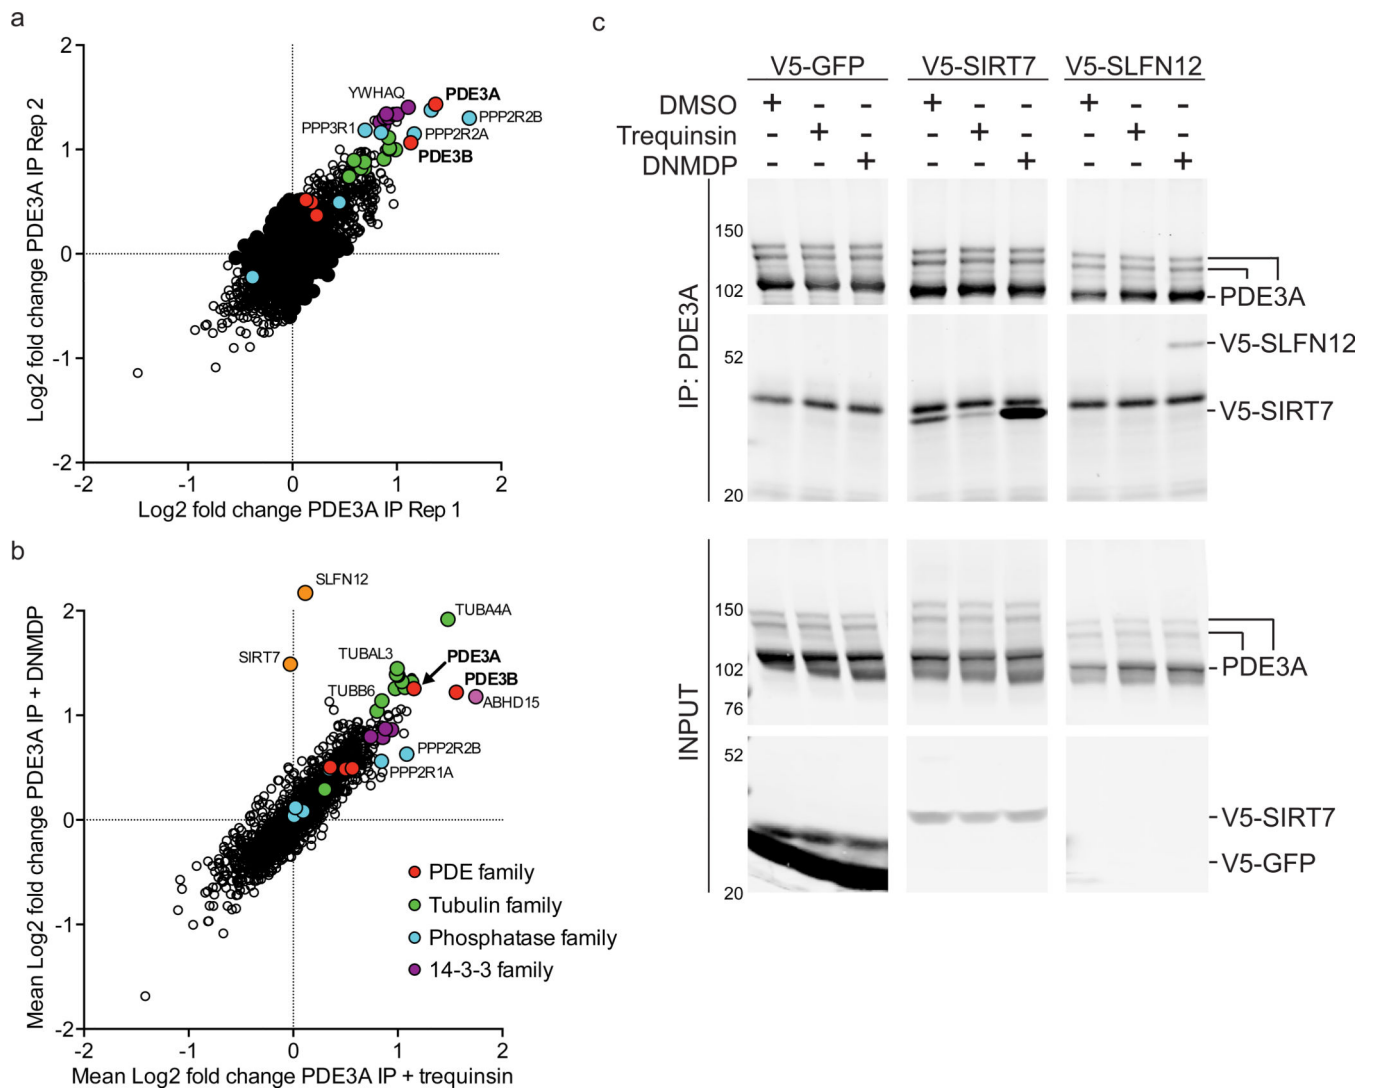 a
Log2 fold change PDE3A IP Rep 2
2
1
0
-1
-2
-2
-1
0
1
2
Log2 fold change PDE3A IP Rep 1
YWHAQ
PDE3A
PPP2R2B
PPP3R1
PPP2R2A
PDE3B
b
Mean Log2 fold change PDE3A IP + DNMDP
2
1
0
-1
-2
-2
-1
0
1
2
Mean Log2 fold change PDE3A IP + trequinsin
SLFN12
TUBA4A
SIRT7
TUBAL3
PDE3A
PDE3B
TUBB6
ABHD15
PPP2R2B
PPP2R1A
PDE family
Tubulin family
Phosphatase family
14-3-3 family
c
V5-GFP V5-SIRT7 V5-SLFN12
DMSO + - - + - - + - -
Trequinsin - + - - + - - + -
DNMDP - - + - - + - - +
IP: PDE3A
150
102
PDE3A
V5-SLFN12
52
V5-SIRT7
20
INPUT
150
102
PDE3A
76
52
V5-SIRT7
V5-GFP
20